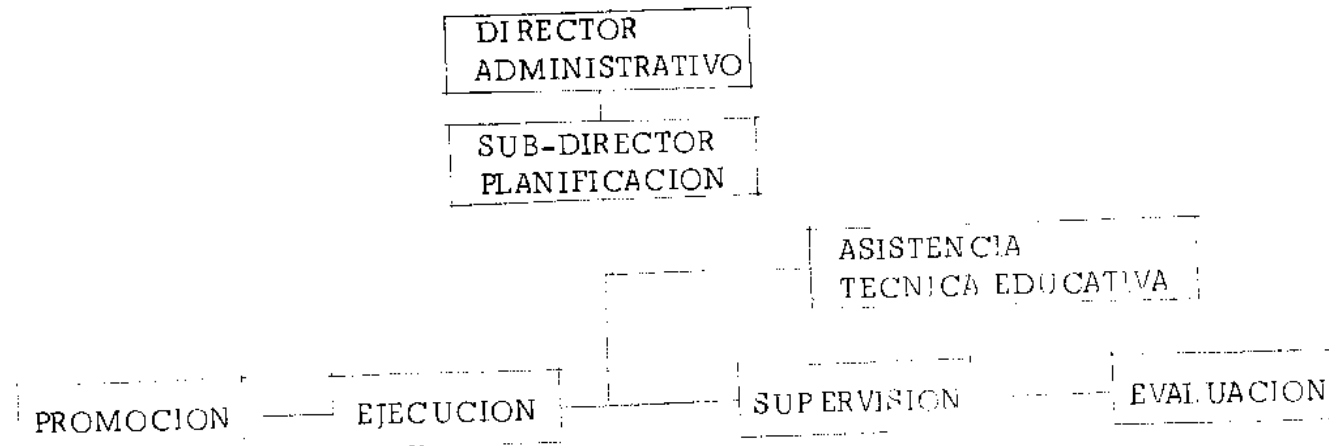 DIRECTOR
ADMINISTRATIVO
SUB-DIRECTOR
PLANIFICACION
ASISTENCIA
TECNICA EDUCATIVA
PROMOCION
EJECUCION
SUPERVISION
EVALUACION